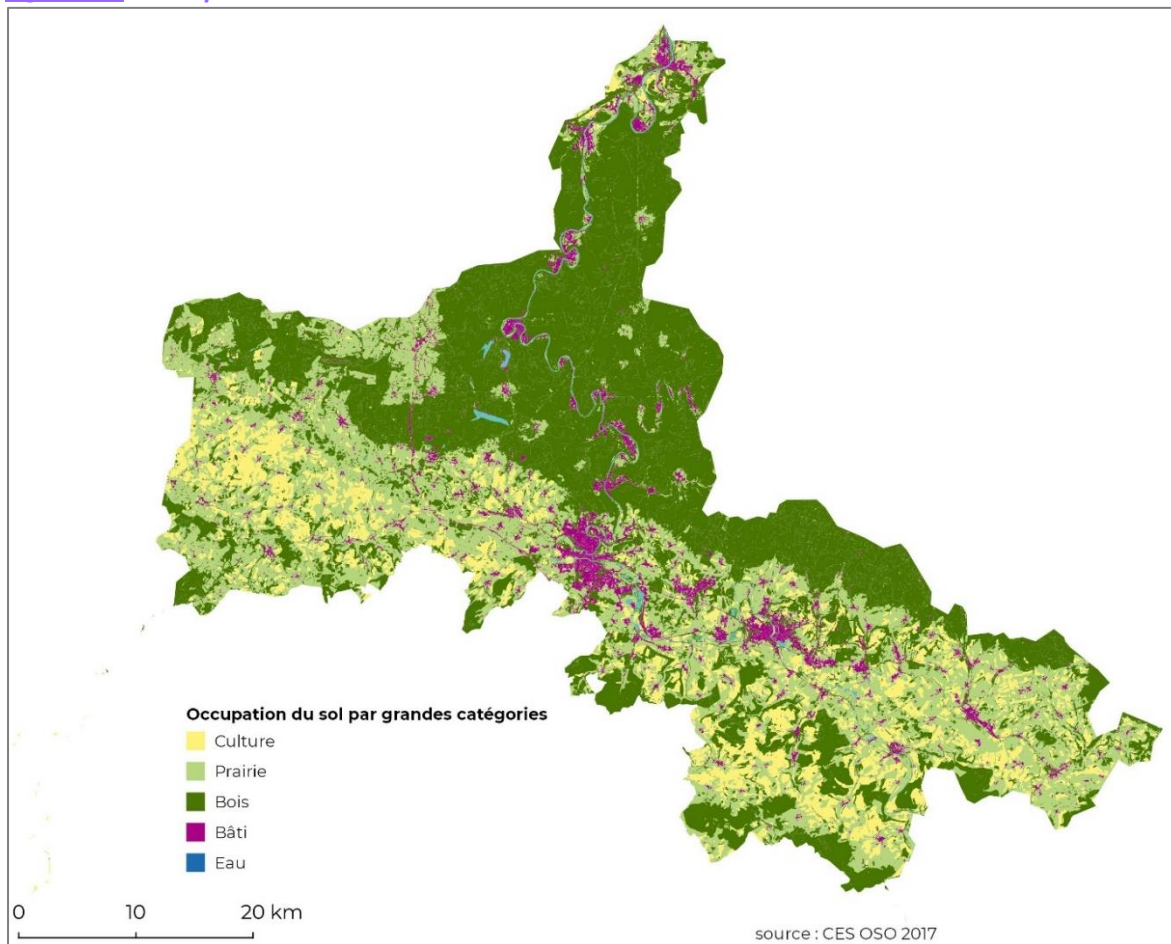 Occupation du sol par grandes catégories
Culture
Prairie
Bois
Bâti
Eau
0 10 20 km
source : CES OSO 2017